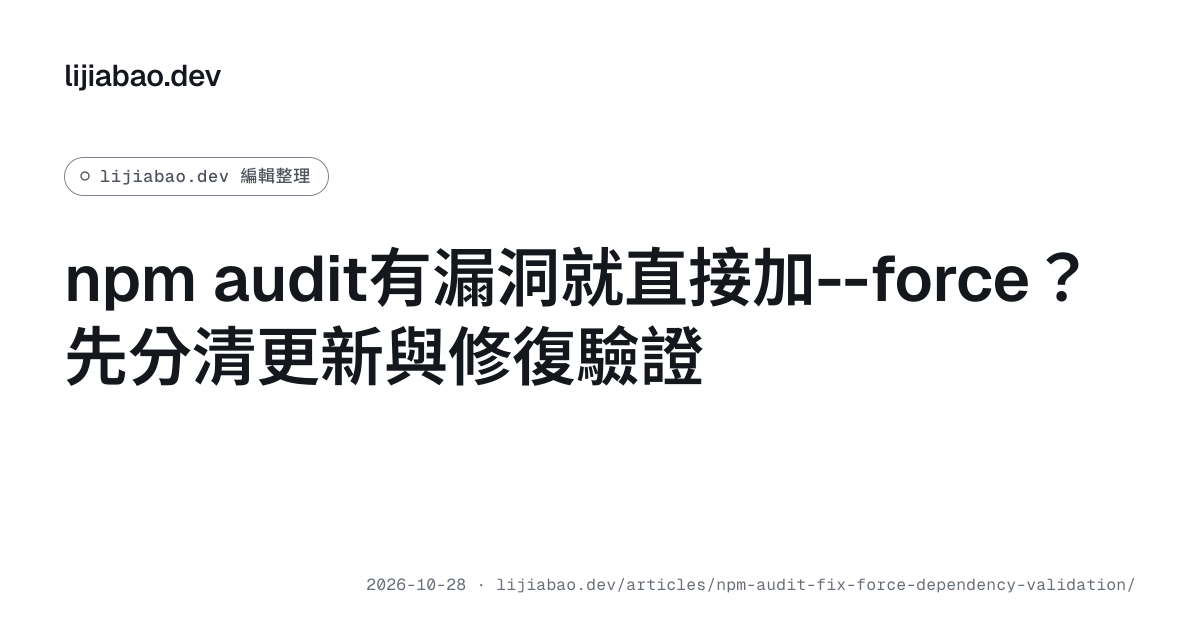 lijiabao.dev
lijiabao.dev 編輯整理
npm audit有漏洞就直接加--force？
先分清更新與修復驗證
2026-10-28 · lijiabao.dev/articles/npm-audit-fix-force-dependency-validation/